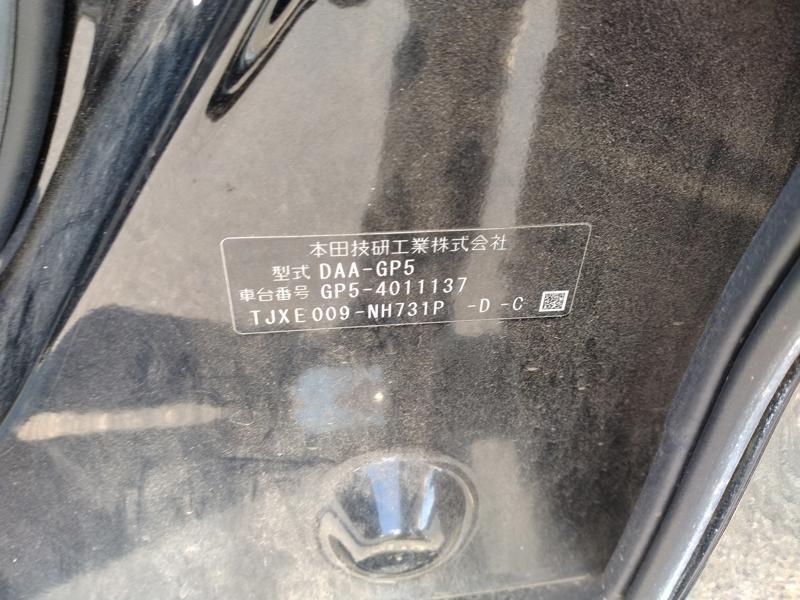 本田技研工業株式会社
型式 DAA-GP5
車台番号 GP5-4011137
TJXE009-NH731P -D-C